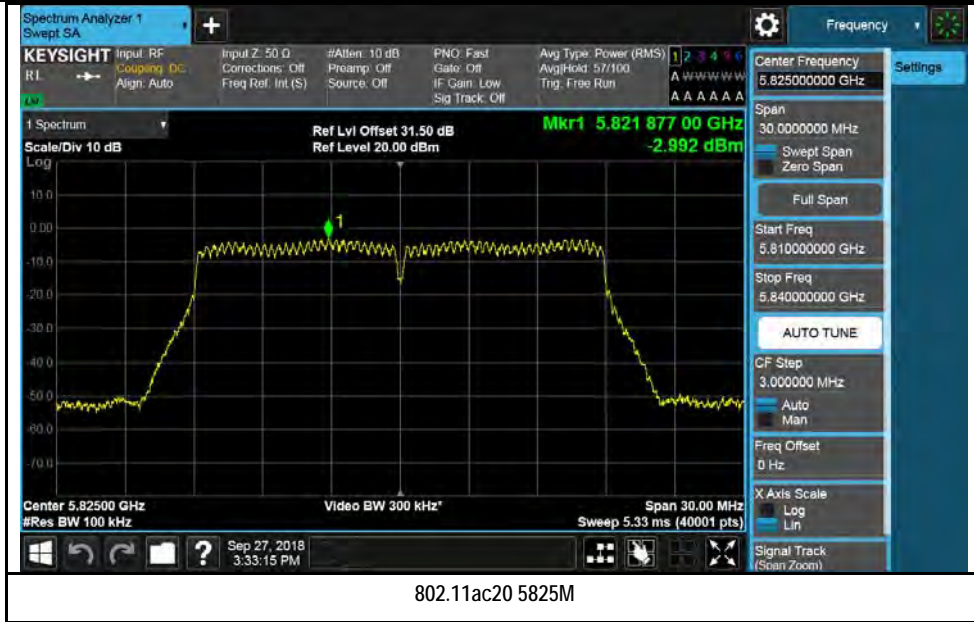 Spectrum Analyzer 1
Swept SA
+
Frequency
KEYSIGHT
RL
Input: RF
Coupling: DC
Align: Auto
Input Z: 50 Ω
Corrections: Off
Freq Ref: Int (S)
#Atten: 10 dB
Preamp: Off
Source: Off
PNO: Fast
Gate: Off
IF Gain: Low
Sig Track: Off
Avg Type: Power (RMS)
Avg|Hold: 57/100
Trig: Free Run
1 2 3 4 5 6
A W W W W W
A A A A A A
1 Spectrum
Scale/Div 10 dB
Log
Ref Lvl Offset 31.50 dB
Ref Level 20.00 dBm
Mkr1 5.821 877 00 GHz
-2.992 dBm
1
10.0
0.00
-10.0
-20.0
-30.0
-40.0
-50.0
-60.0
-70.0
Center 5.82500 GHz
#Res BW 100 kHz
Video BW 300 kHz*
Span 30.00 MHz
Sweep 5.33 ms (40001 pts)
?
Sep 27, 2018
3:33:15 PM
Center Frequency
5.825000000 GHz
Settings
Span
30.0000000 MHz
Swept Span
Zero Span
Full Span
Start Freq
5.810000000 GHz
Stop Freq
5.840000000 GHz
AUTO TUNE
CF Step
3.000000 MHz
Auto
Man
Freq Offset
0 Hz
X Axis Scale
Log
Lin
Signal Track
(Span Zoom)
802.11ac20 5825M